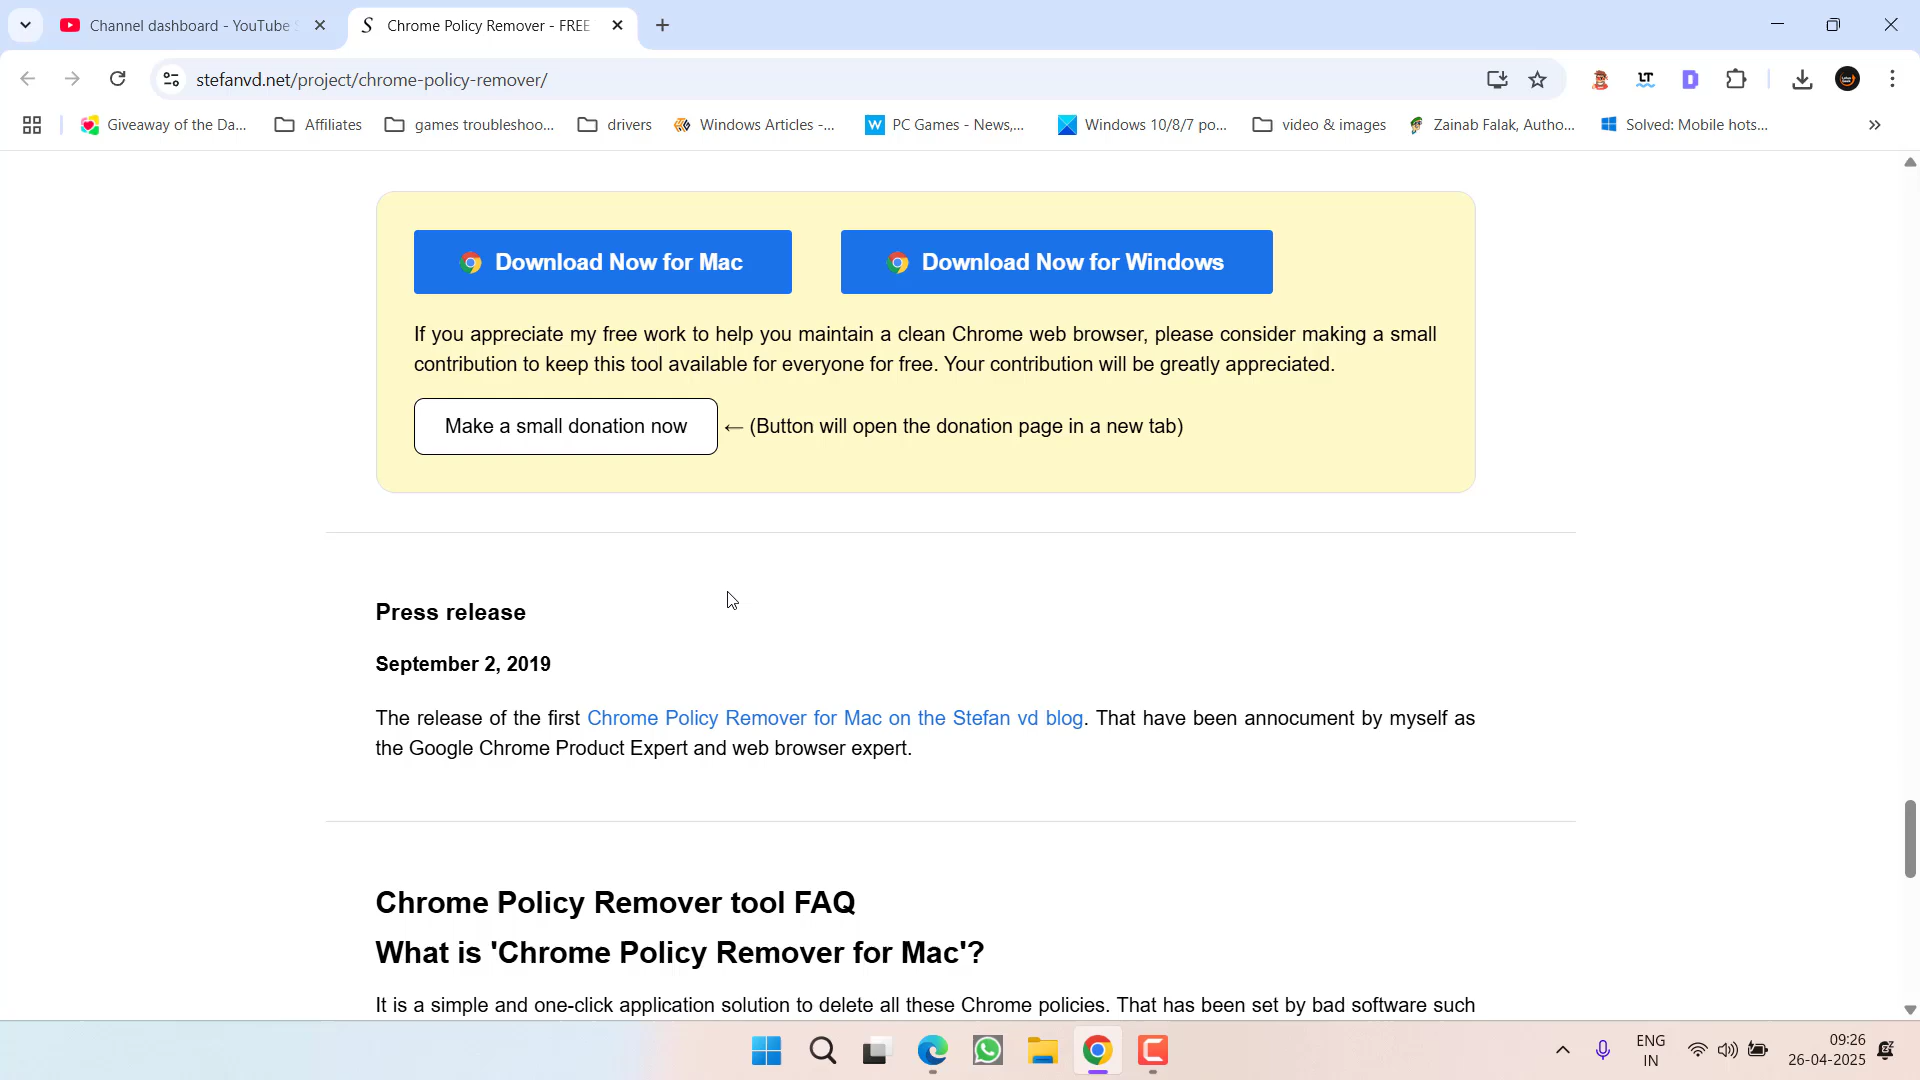 Channel dashboard - YouTube S
Chrome Policy Remover - FREE
stefanvd.net/project/chrome-policy-remover/
LT
Giveaway of the Da...
Affiliates
games troubleshoo...
drivers
Windows Articles -...
PC Games - News,...
Windows 10/8/7 po...
video & images
Zainab Falak, Autho...
Solved: Mobile hots...
Download Now for Mac
Download Now for Windows
If you appreciate my free work to help you maintain a clean Chrome web browser, please consider making a small
contribution to keep this tool available for everyone for free. Your contribution will be greatly appreciated.
Make a small donation now
← (Button will open the donation page in a new tab)
Press release
September 2, 2019
The release of the first Chrome Policy Remover for Mac on the Stefan vd blog. That have been annocument by myself as
the Google Chrome Product Expert and web browser expert.
Chrome Policy Remover tool FAQ
What is 'Chrome Policy Remover for Mac'?
It is a simple and one-click application solution to delete all these Chrome policies. That has been set by bad software such
ENG
IN
09:26
26-04-2025